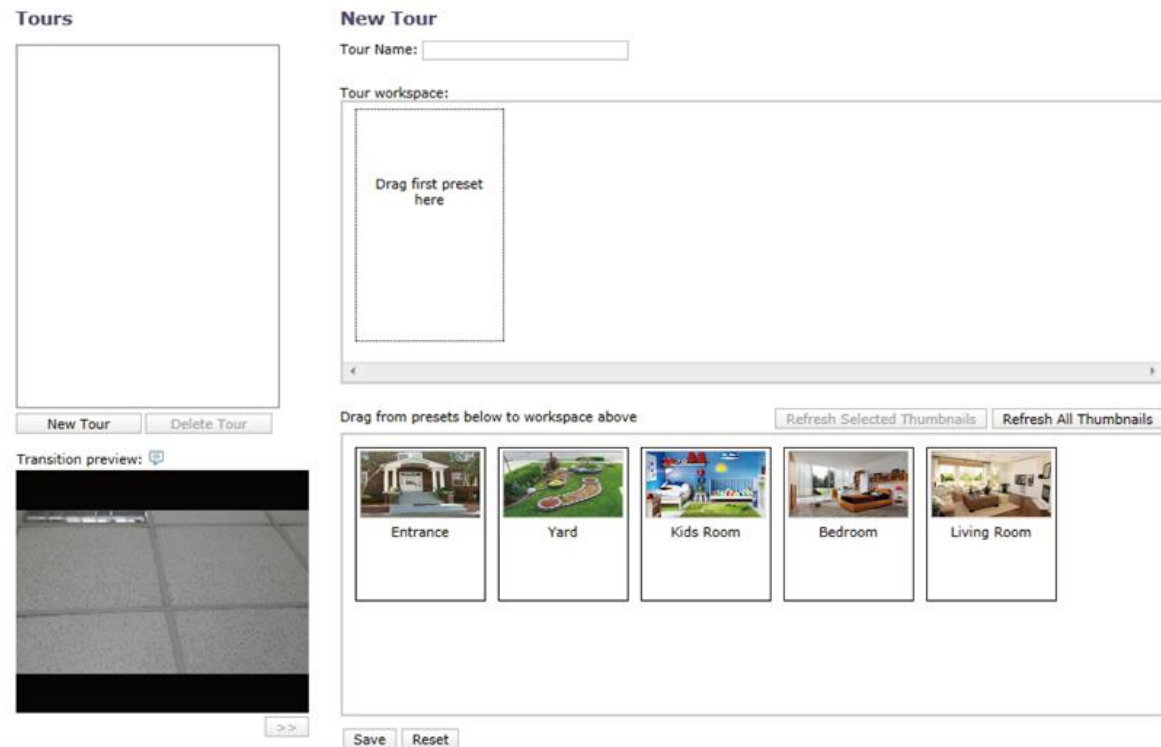 Tours
New Tour
Delete Tour
Transition preview:
>>
New Tour
Tour Name:
Tour workspace:
Drag first preset
here
Drag from presets below to workspace above
Refresh Selected Thumbnails
Refresh All Thumbnails
Entrance
Yard
Kids Room
Bedroom
Living Room
Save
Reset